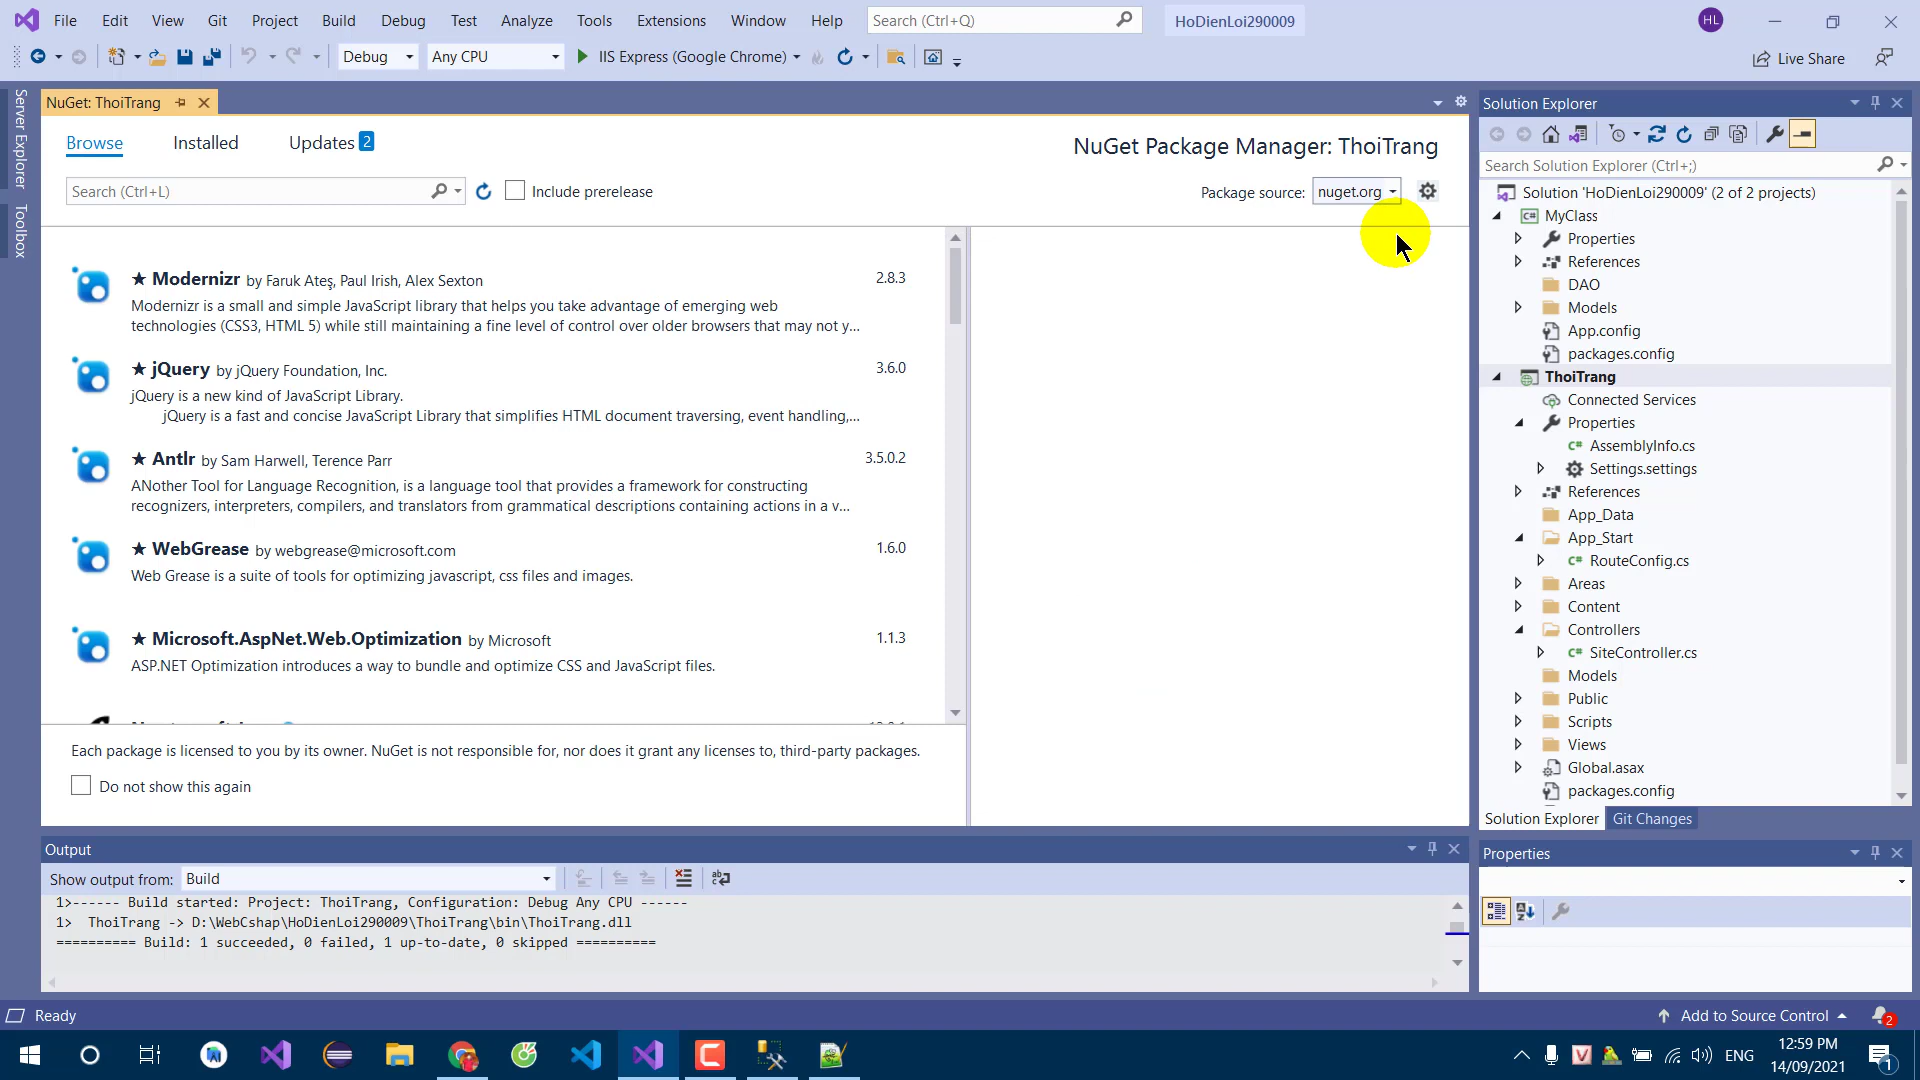 File Edit View Git Project Build Debug Test Analyze Tools Extensions Window Help Search (Ctrl+Q) HoDienLoi290009 HL
Debug Any CPU IIS Express (Google Chrome) Live Share
Server Explorer
Toolbox
NuGet: ThoiTrang
Browse Installed Updates 2
NuGet Package Manager: ThoiTrang
Search (Ctrl+L) Include prerelease Package source: nuget.org
★ Modernizr by Faruk Ateş, Paul Irish, Alex Sexton 2.8.3
Modernizr is a small and simple JavaScript library that helps you take advantage of emerging web
technologies (CSS3, HTML 5) while still maintaining a fine level of control over older browsers that may not y...
★ jQuery by jQuery Foundation, Inc. 3.6.0
jQuery is a new kind of JavaScript Library.
jQuery is a fast and concise JavaScript Library that simplifies HTML document traversing, event handling,...
★ Antlr by Sam Harwell, Terence Parr 3.5.0.2
ANother Tool for Language Recognition, is a language tool that provides a framework for constructing
recognizers, interpreters, compilers, and translators from grammatical descriptions containing actions in a v...
★ WebGrease by webgrease@microsoft.com 1.6.0
Web Grease is a suite of tools for optimizing javascript, css files and images.
★ Microsoft.AspNet.Web.Optimization by Microsoft 1.1.3
ASP.NET Optimization introduces a way to bundle and optimize CSS and JavaScript files.
Each package is licensed to you by its owner. NuGet is not responsible for, nor does it grant any licenses to, third-party packages.
Do not show this again
Output
Show output from: Build
1>------ Build started: Project: ThoiTrang, Configuration: Debug Any CPU ------
1>  ThoiTrang -> D:\WebCshap\HoDienLoi290009\ThoiTrang\bin\ThoiTrang.dll
========== Build: 1 succeeded, 0 failed, 1 up-to-date, 0 skipped ==========
Solution Explorer
Search Solution Explorer (Ctrl+;)
Solution 'HoDienLoi290009' (2 of 2 projects)
MyClass
Properties
References
DAO
Models
App.config
packages.config
ThoiTrang
Connected Services
Properties
AssemblyInfo.cs
Settings.settings
References
App_Data
App_Start
RouteConfig.cs
Areas
Content
Controllers
SiteController.cs
Models
Public
Scripts
Views
Global.asax
packages.config
Solution Explorer Git Changes
Properties
Ready Add to Source Control 2
ENG 12:59 PM
14/09/2021 1